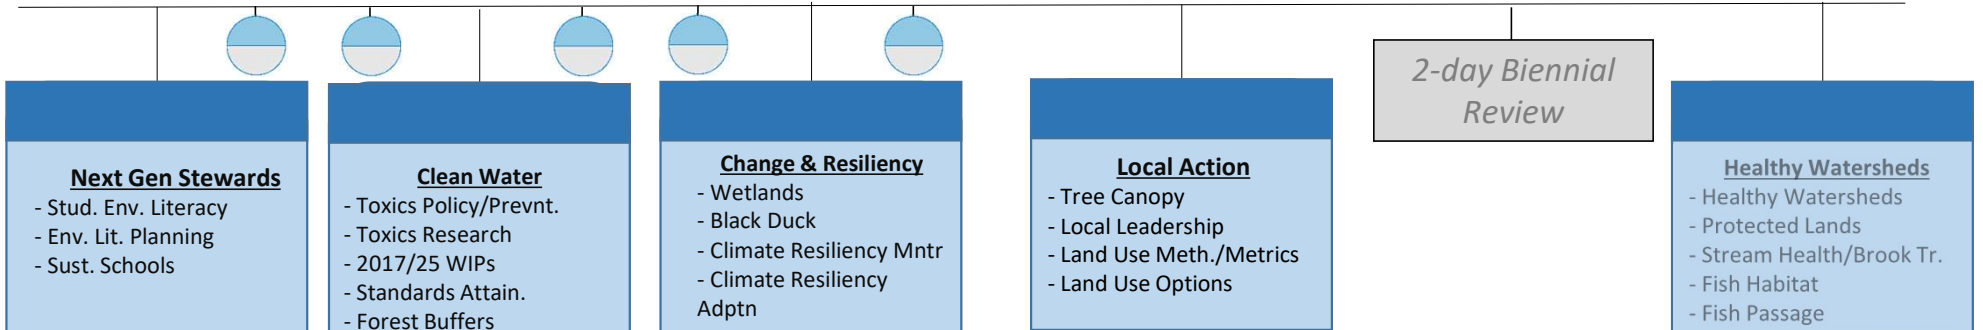 Next Gen Stewards
- Stud. Env. Literacy
- Env. Lit. Planning
- Sust. Schools
Clean Water
- Toxics Policy/Prevnt.
- Toxics Research
- 2017/25 WIPs
- Standards Attain.
- Forest Buffers
Change & Resiliency
- Wetlands
- Black Duck
- Climate Resiliency Mntr
- Climate Resiliency
Adptn
Local Action
- Tree Canopy
- Local Leadership
- Land Use Meth./Metrics
- Land Use Options
2-day Biennial
Review
Healthy Watersheds
- Healthy Watersheds
- Protected Lands
- Stream Health/Brook Tr.
- Fish Habitat
- Fish Passage